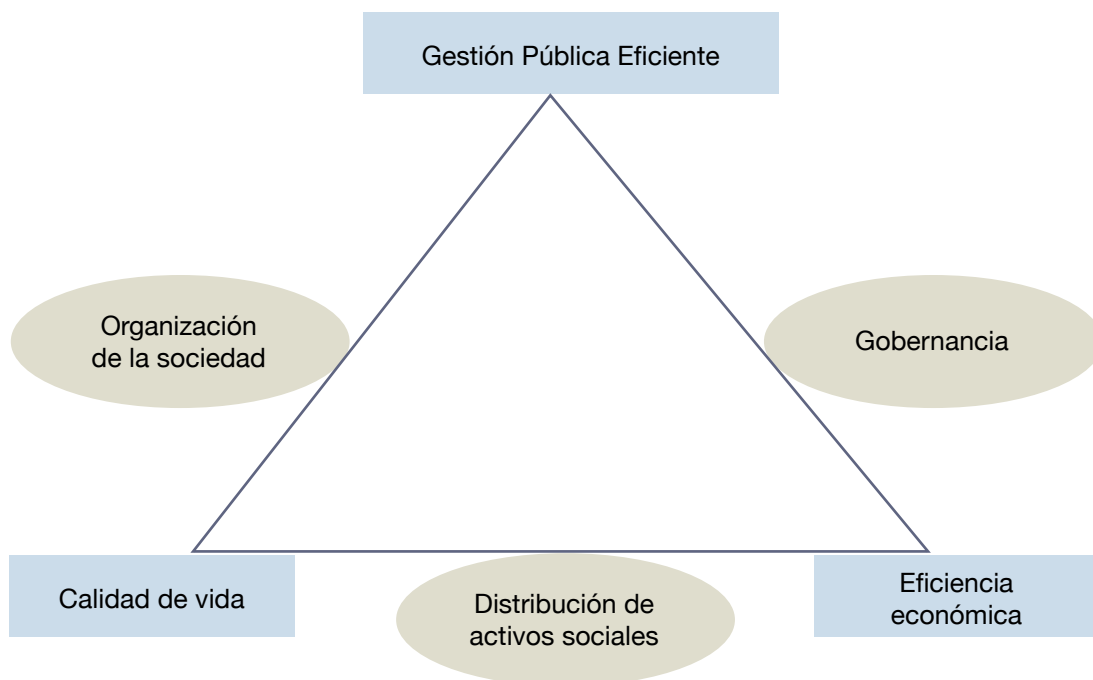 Gestión Pública Eficiente
Organización
de la sociedad
Gobernancia
Calidad de vida
Distribución de
activos sociales
Eficiencia
económica